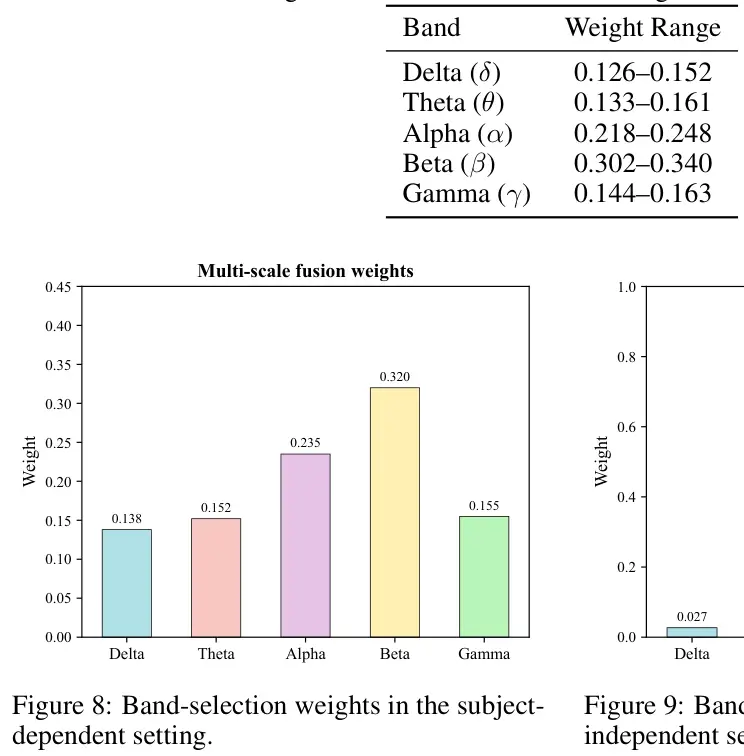 Band Weight Range
Delta (δ) 0.126–0.152
Theta (θ) 0.133–0.161
Alpha (α) 0.218–0.248
Beta (β) 0.302–0.340
Gamma (γ) 0.144–0.163
Multi-scale fusion weights
0.45
0.40
0.35
0.30
0.25
0.20
0.15
0.10
0.05
0.00
Weight
0.138
0.152
0.235
0.320
0.155
Delta Theta Alpha Beta Gamma
Figure 8: Band-selection weights in the subject-
dependent setting.
1.0
0.8
0.6
0.4
0.2
0.0
Weight
0.027
Delta
Figure 9: Band
independent se